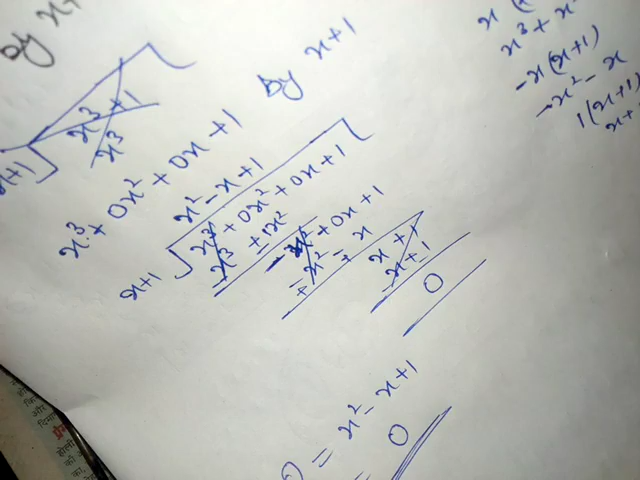 by x+
x+1
x³+1
x³
x³ + 0x² + 0x + 1 by x+1
x² - x + 1
x+1
x³ + 0x² + 0x + 1
-x³ + 1x²
- x² + 0x + 1
x² - x
x + 1
-x + 1
0
= x² - x + 1
0
x³ + x
-x(x+1)
-x² - x
1(x+1)
x+